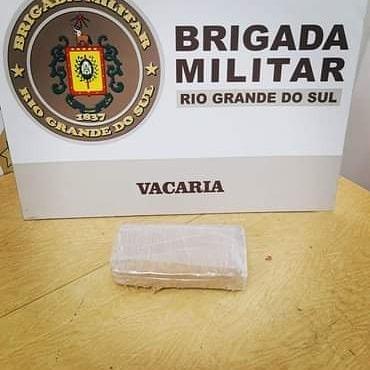 BRIGADA MILITAR
RIO GRANDE DO SUL
1837
BRIGADA
MILITAR
RIO GRANDE DO SUL
VACARIA